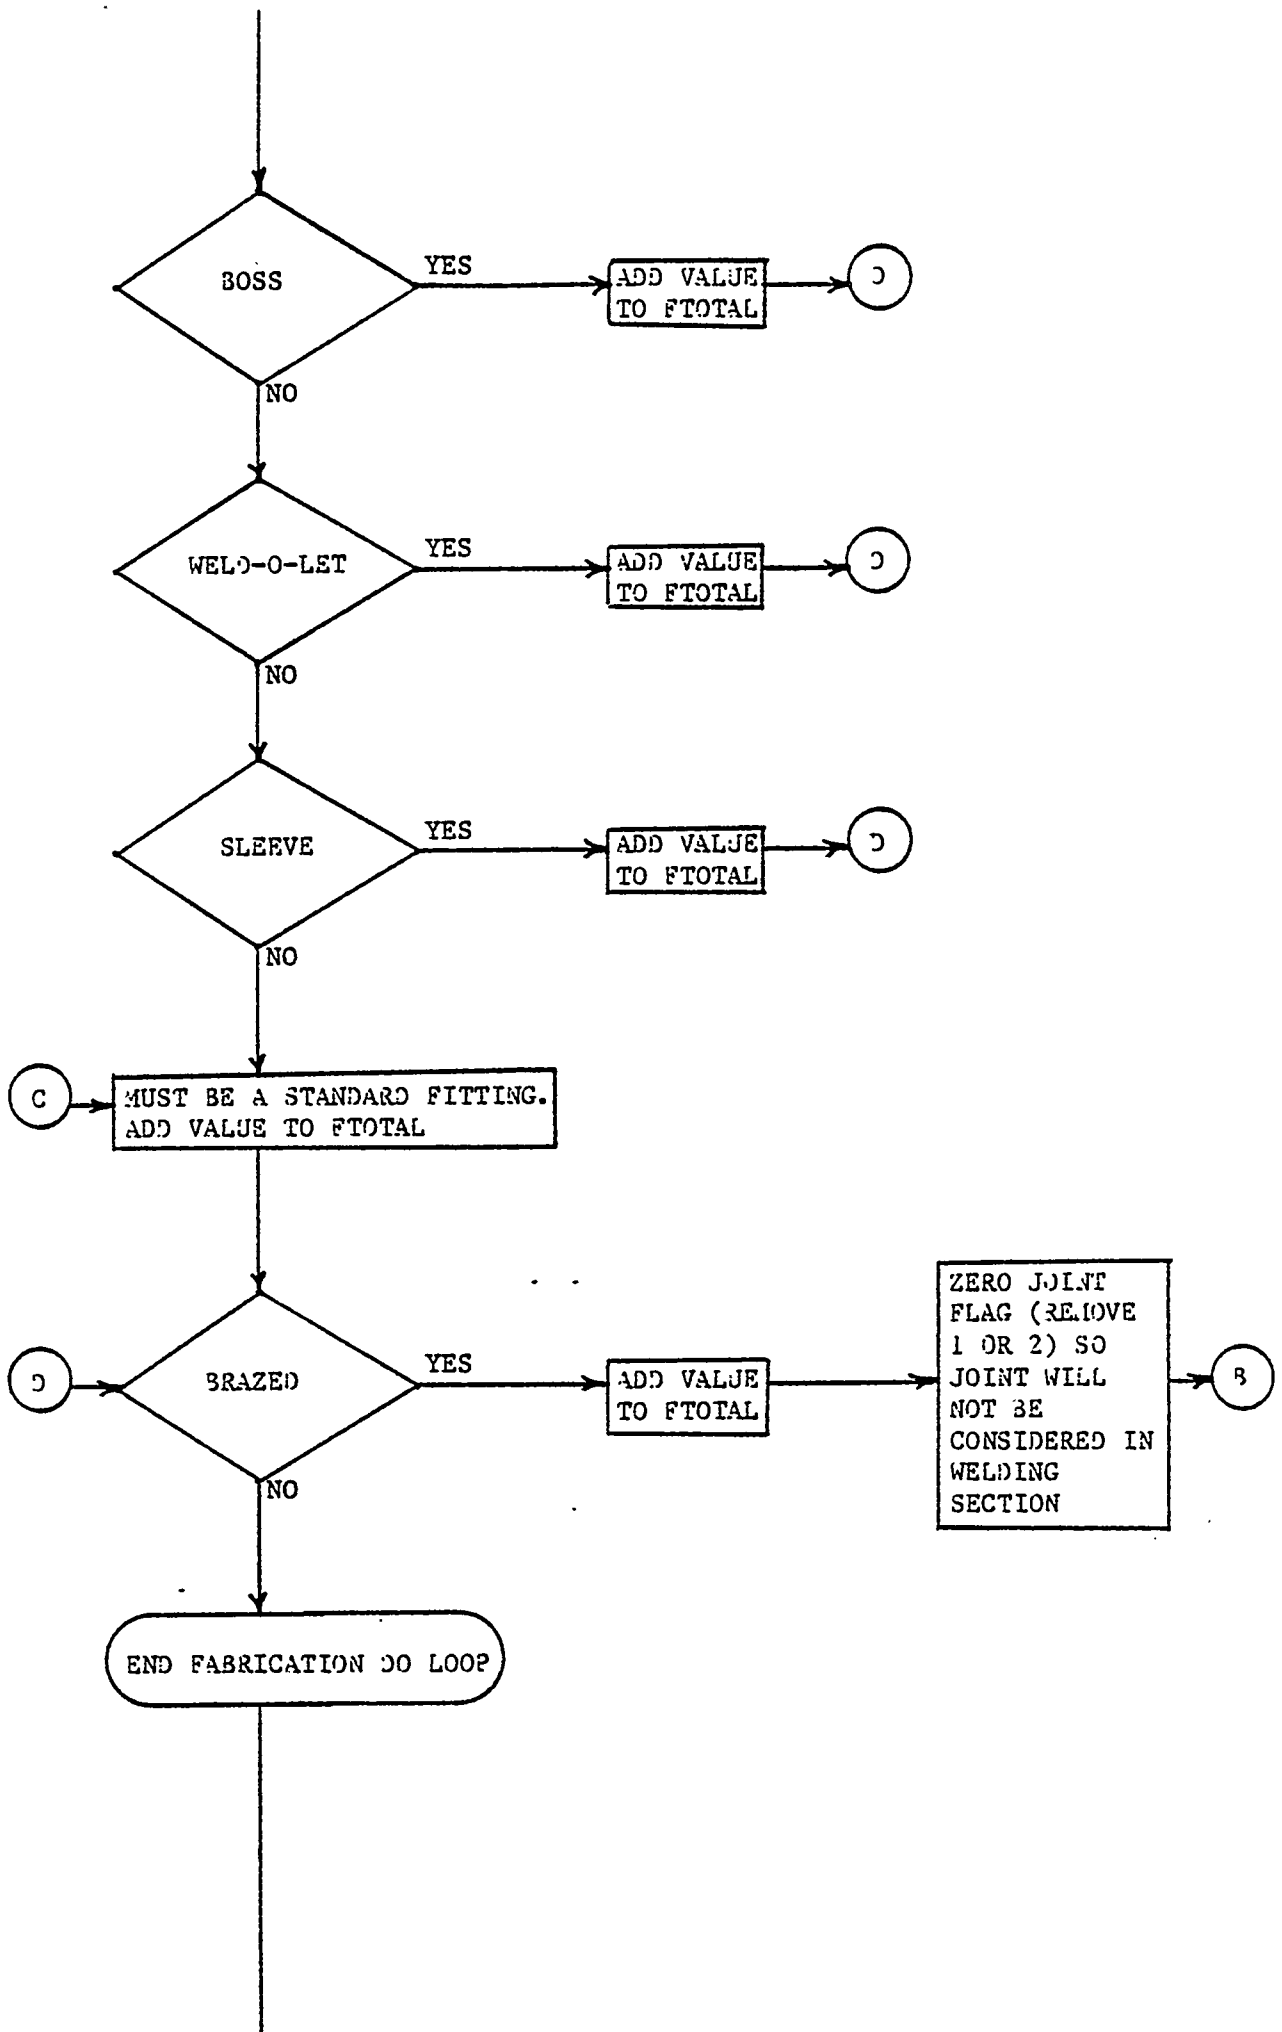 BOSS
YES
ADD VALUE
TO FTOTAL
D
NO
WELD-O-LET
YES
ADD VALUE
TO FTOTAL
D
NO
SLEEVE
YES
ADD VALUE
TO FTOTAL
D
NO
C
MUST BE A STANDARD FITTING.
ADD VALUE TO FTOTAL
D
BRAZED
YES
ADD VALUE
TO FTOTAL
ZERO JOINT
FLAG (REMOVE
1 OR 2) SO
JOINT WILL
NOT BE
CONSIDERED IN
WELDING
SECTION
B
NO
END FABRICATION DO LOOP